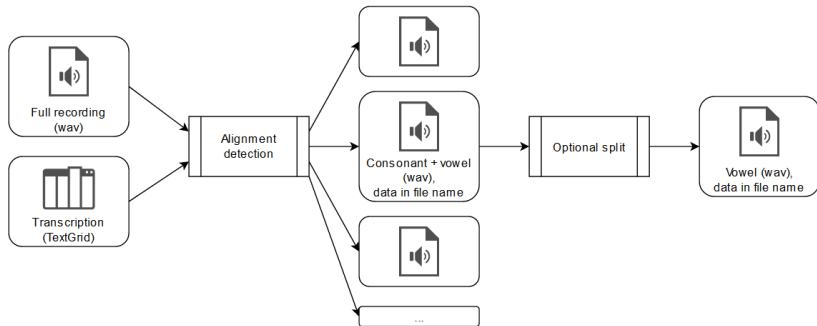 Full recording
(wav)
Transcription
(TextGrid)
Alignment
detection
Consonant + vowel
(wav),
data in file name
...
Optional split
Vowel (wav),
data in file name